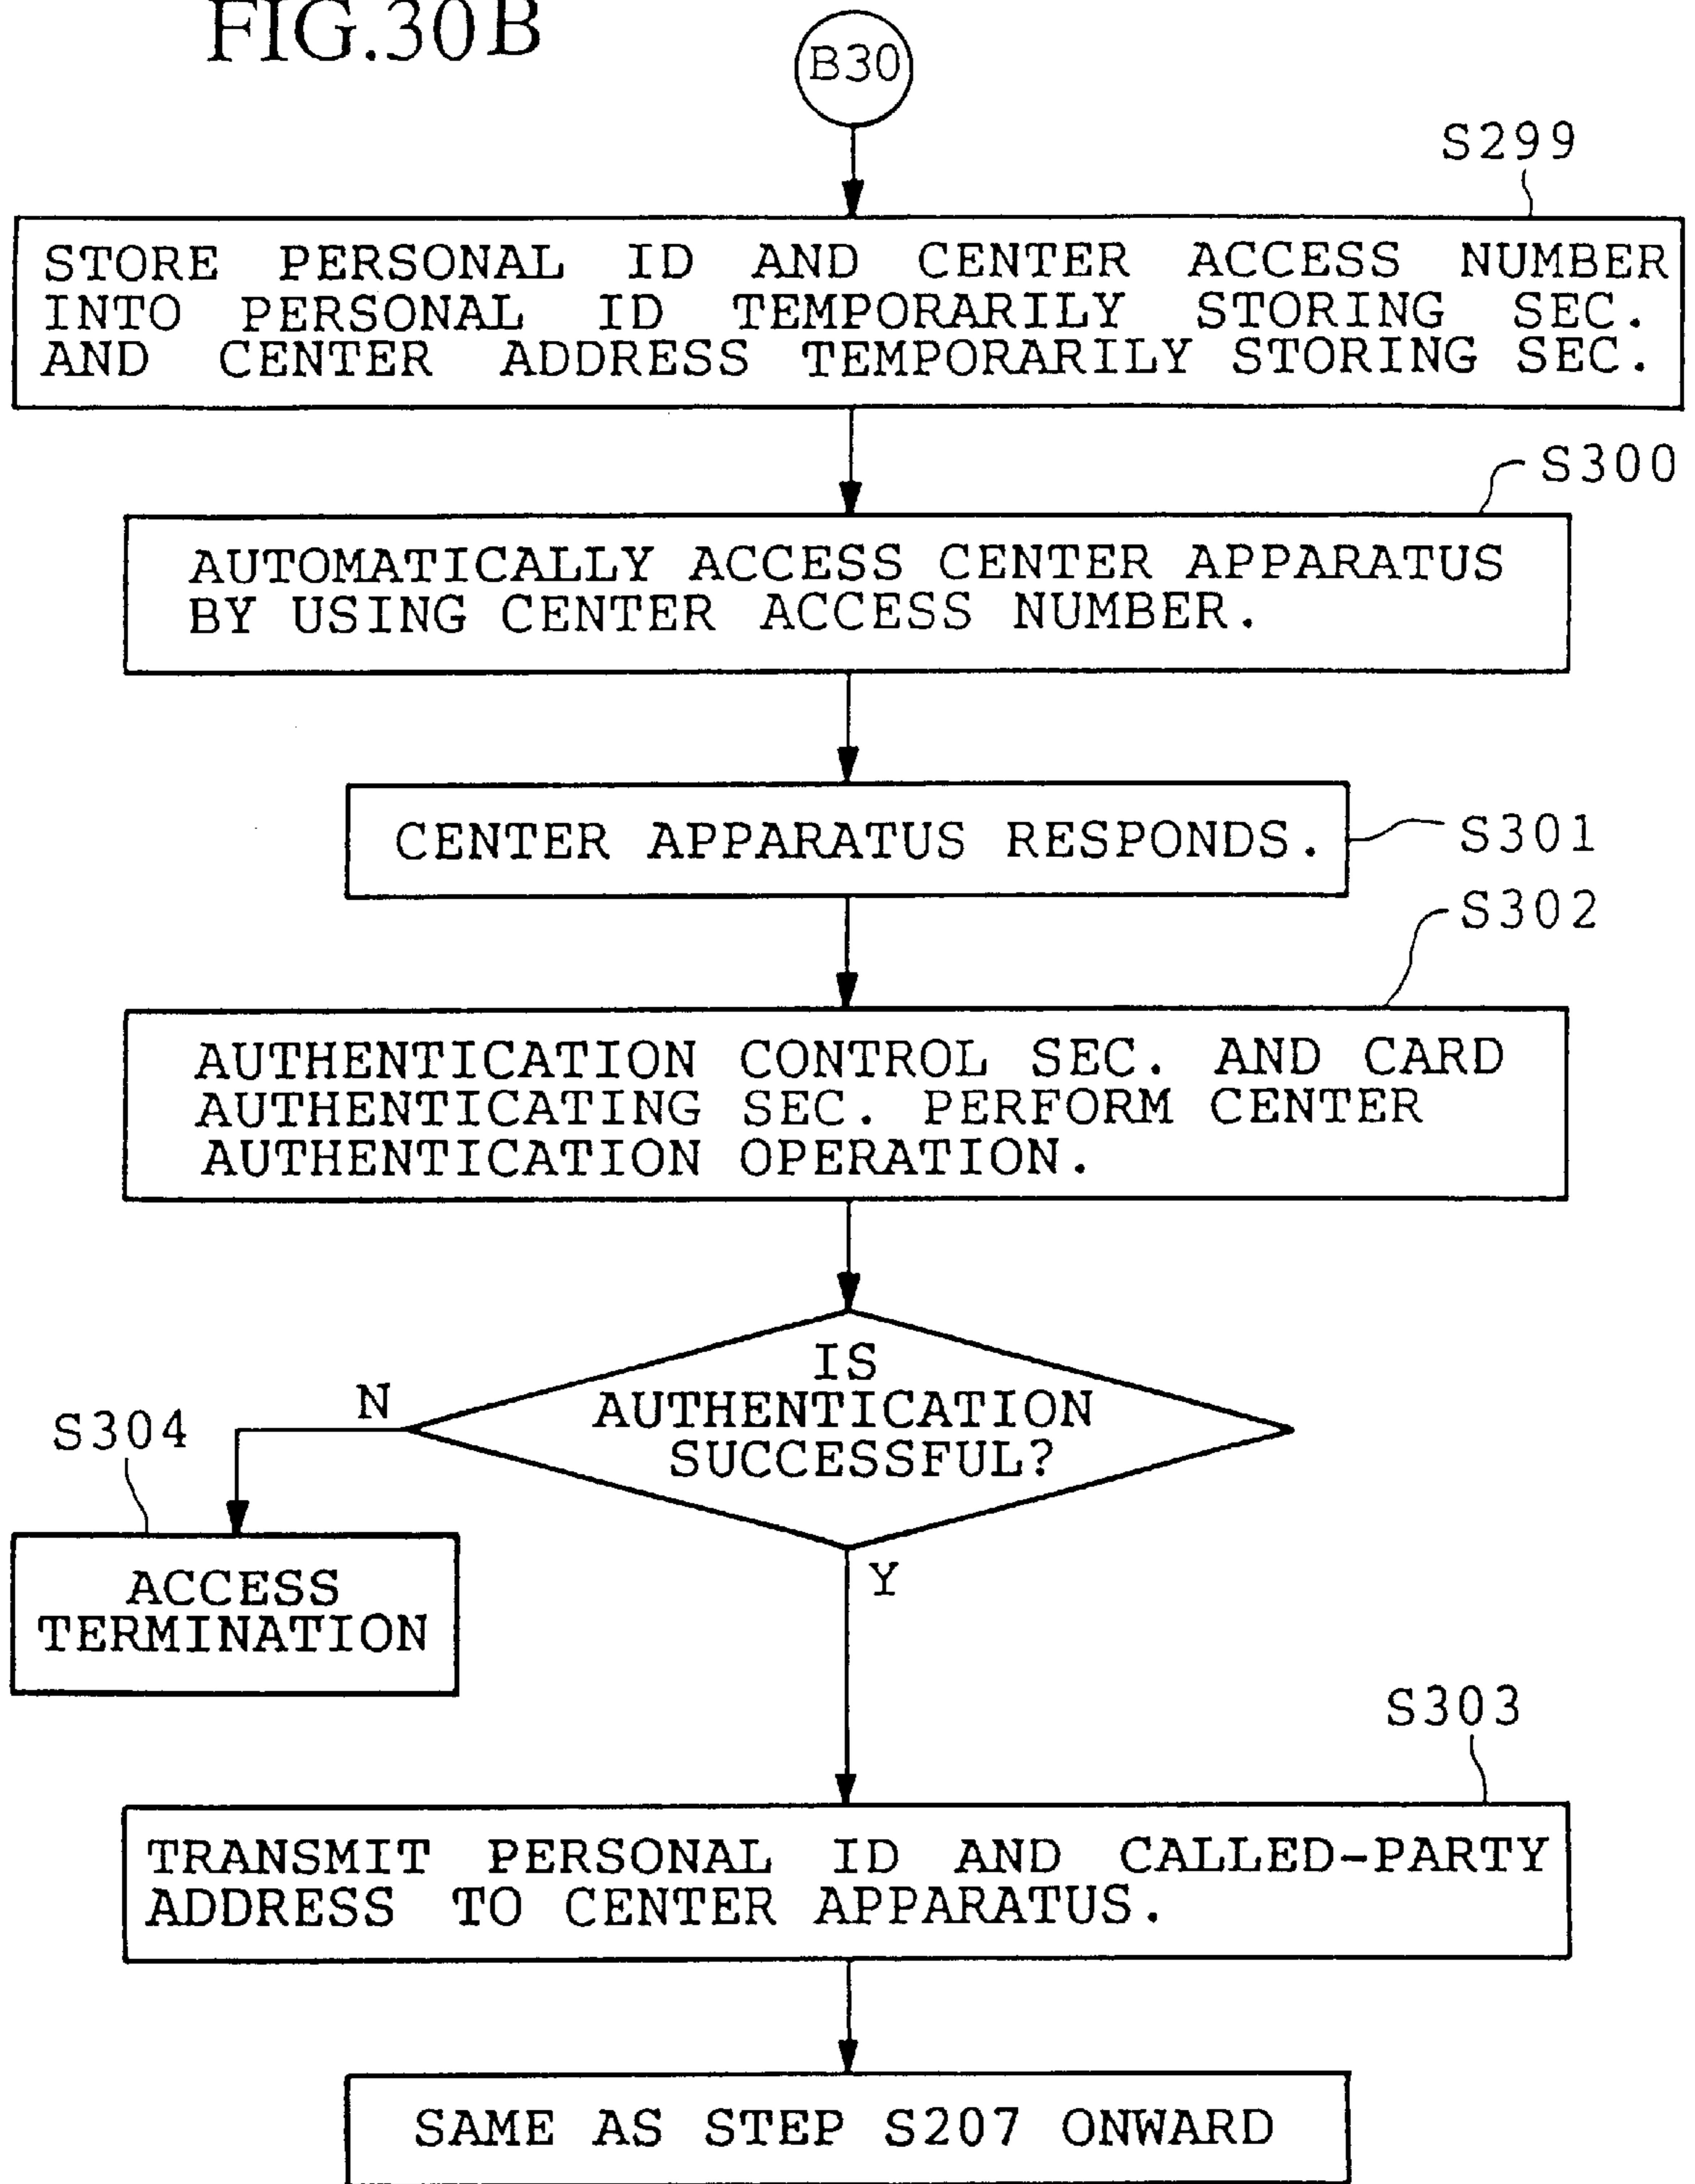 FIG.30B
B30
S299
STORE PERSONAL ID AND CENTER ACCESS NUMBER
INTO PERSONAL ID TEMPORARILY STORING SEC.
AND CENTER ADDRESS TEMPORARILY STORING SEC.
S300
AUTOMATICALLY ACCESS CENTER APPARATUS
BY USING CENTER ACCESS NUMBER.
CENTER APPARATUS RESPONDS.
S301
S302
AUTHENTICATION CONTROL SEC. AND CARD
AUTHENTICATING SEC. PERFORM CENTER
AUTHENTICATION OPERATION.
IS
AUTHENTICATION
SUCCESSFUL?
N
S304
ACCESS
TERMINATION
Y
S303
TRANSMIT PERSONAL ID AND CALLED-PARTY
ADDRESS TO CENTER APPARATUS.
SAME AS STEP S207 ONWARD